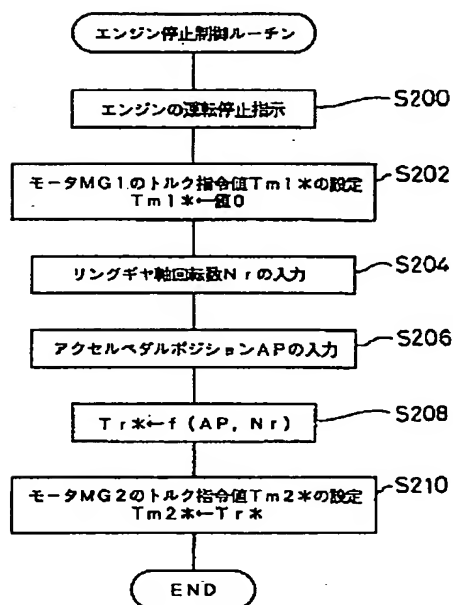 エンジン停止制御ルーチン
エンジンの運転停止指示
S200
モータMG1のトルク指令値Tm1*の設定
Tm1*←値0
S202
リングギヤ軸回転数Nrの入力
S204
アクセルペダルポジションAPの入力
S206
Tr*←f(AP, Nr)
S208
モータMG2のトルク指令値Tm2*の設定
Tm2*←Tr*
S210
END